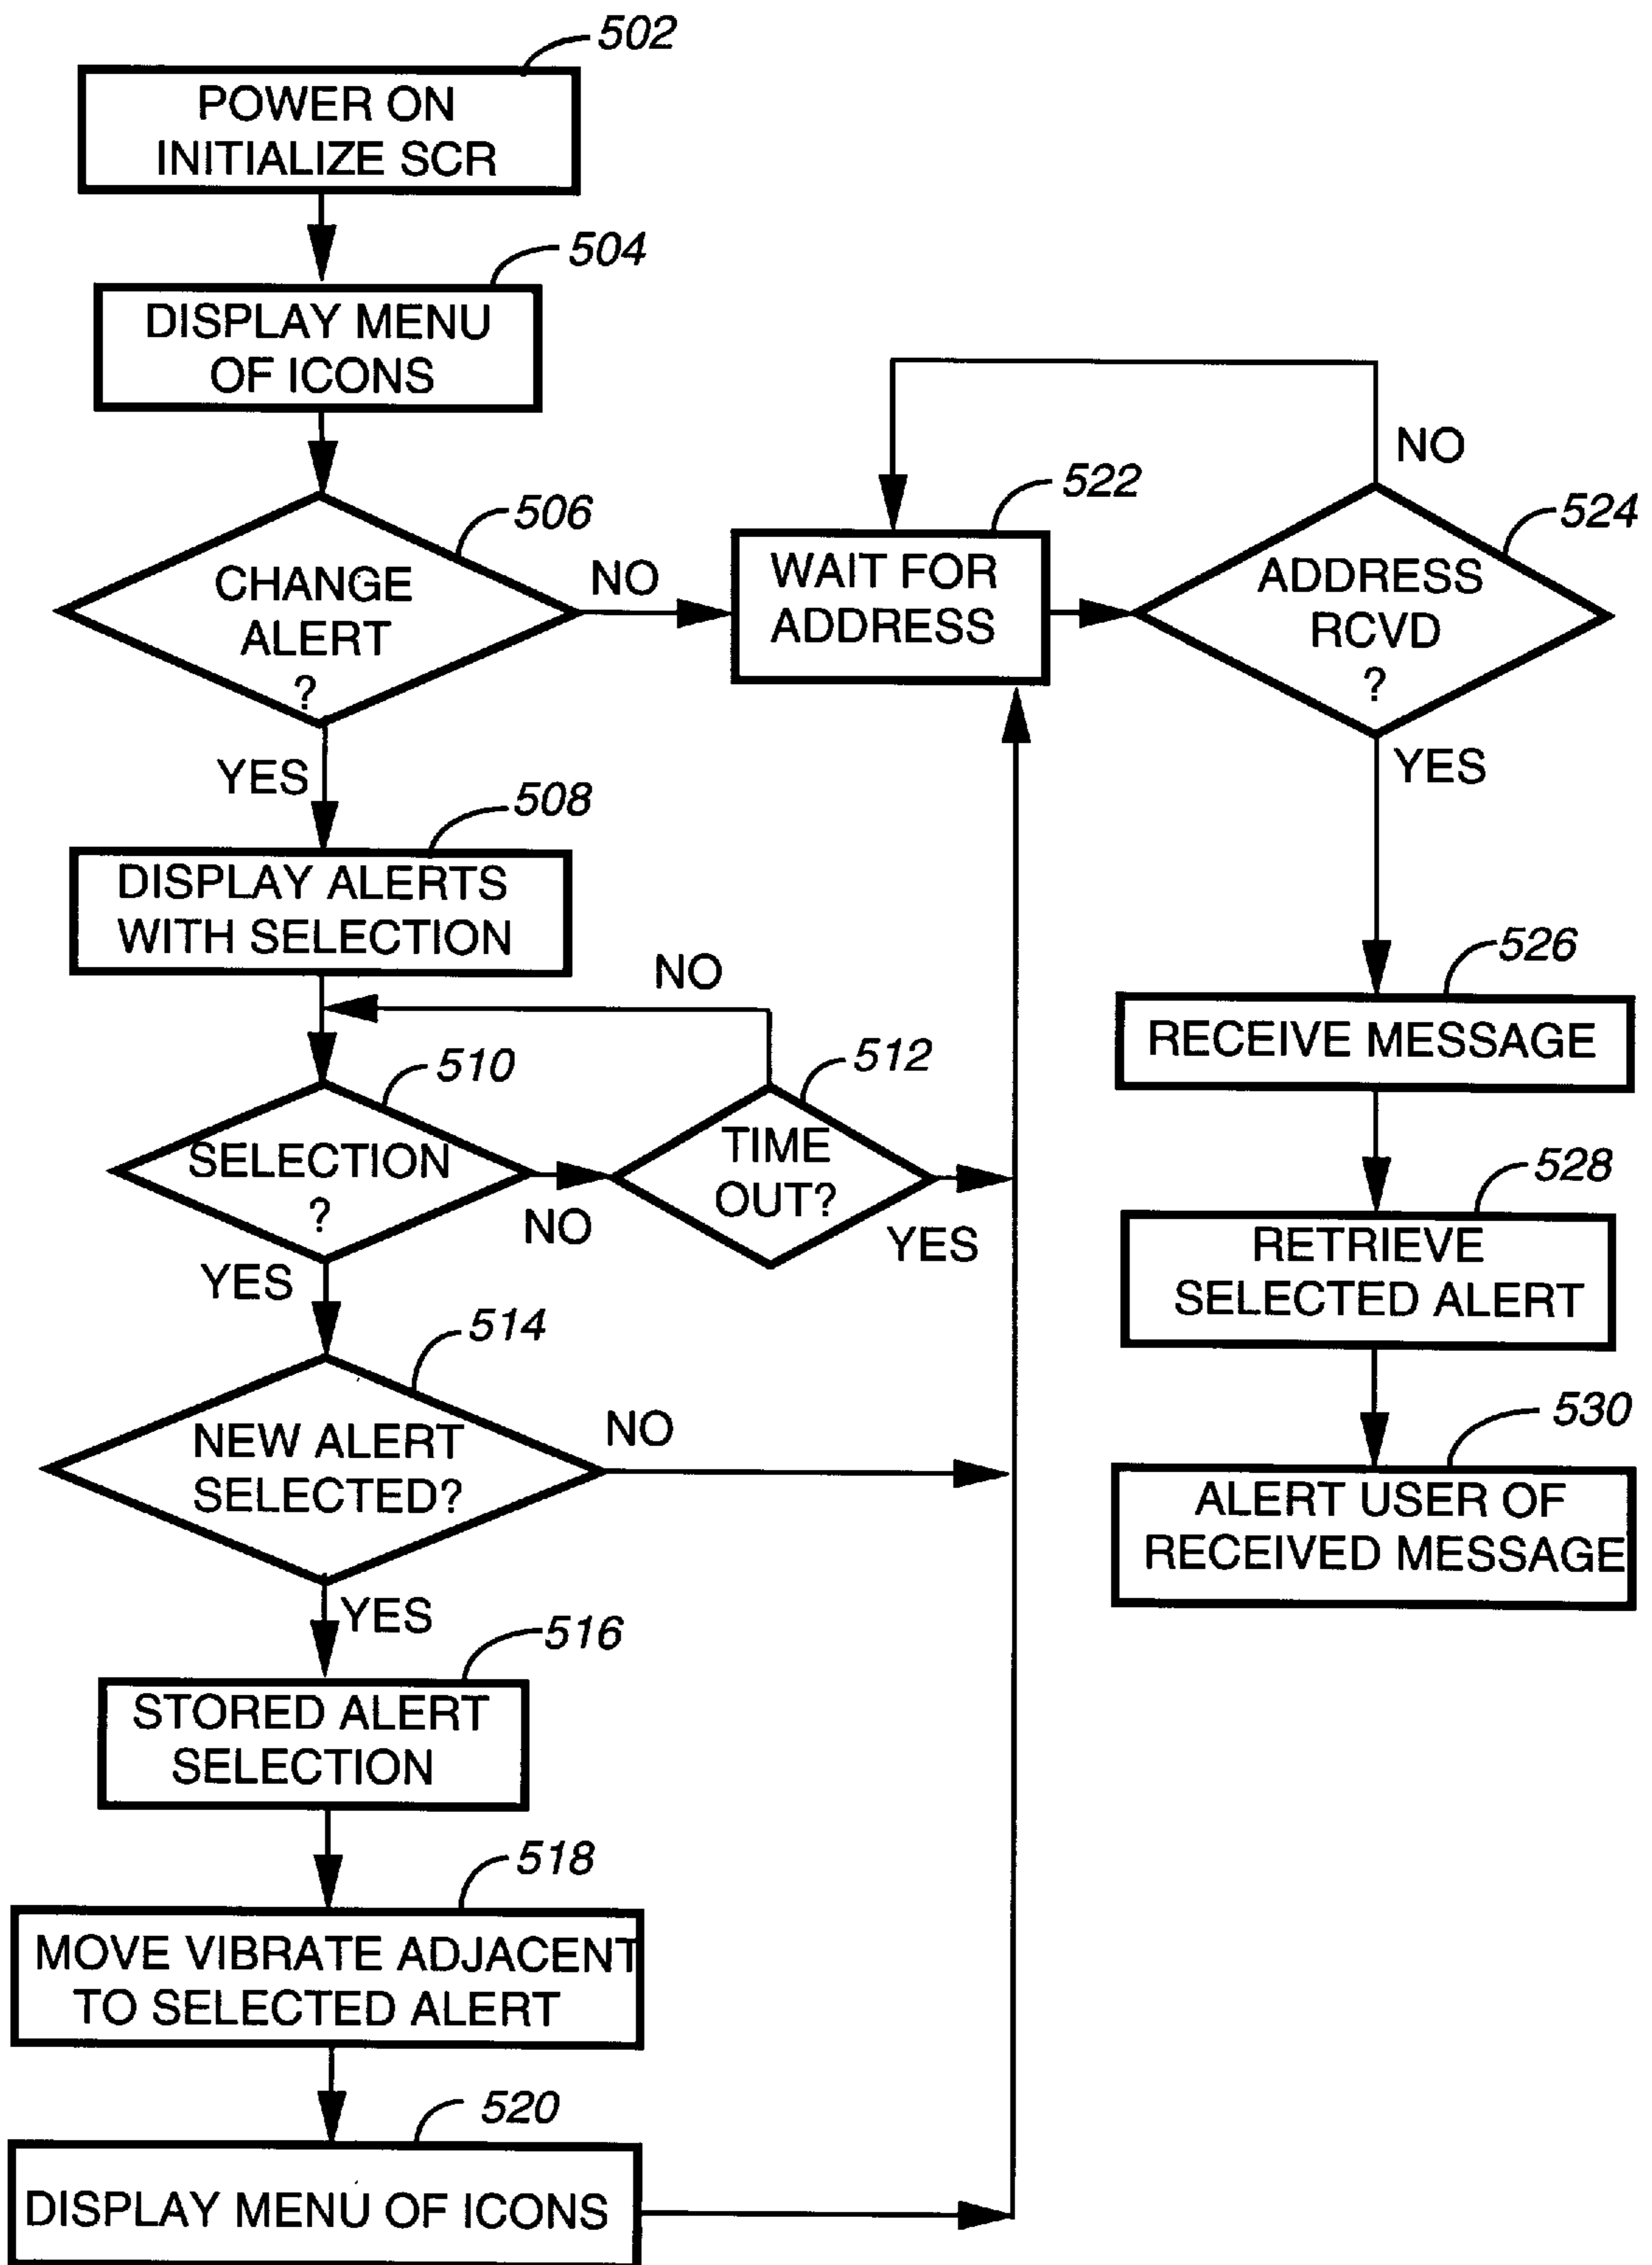 502
POWER ON
INITIALIZE SCR
504
DISPLAY MENU
OF ICONS
506
CHANGE
ALERT
?
NO
YES
508
DISPLAY ALERTS
WITH SELECTION
NO
510
SELECTION
?
NO
YES
512
TIME
OUT?
YES
514
NEW ALERT
SELECTED?
NO
YES
516
STORED ALERT
SELECTION
518
MOVE VIBRATE ADJACENT
TO SELECTED ALERT
520
DISPLAY MENU OF ICONS
522
WAIT FOR
ADDRESS
NO
524
ADDRESS
RCVD
?
YES
526
RECEIVE MESSAGE
528
RETRIEVE
SELECTED ALERT
530
ALERT USER OF
RECEIVED MESSAGE